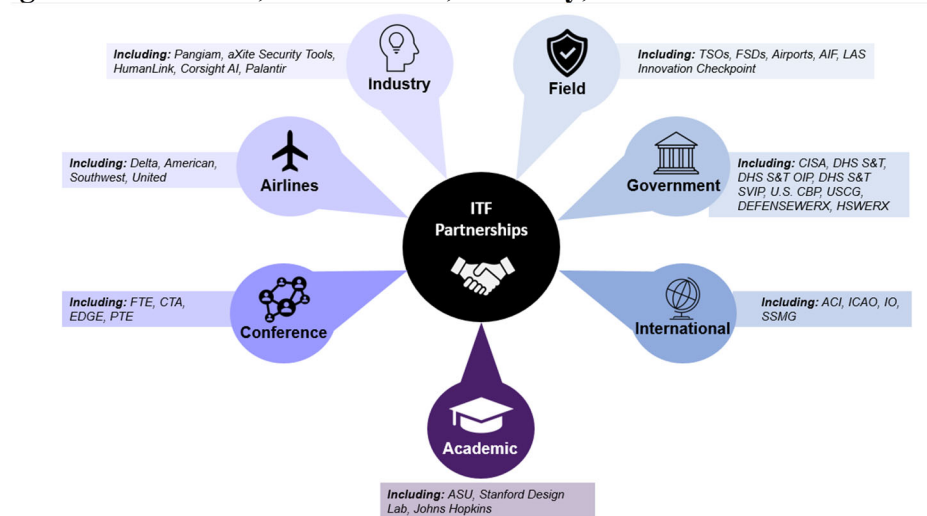 Including: Pangiam, aXite Security Tools,
HumanLink, Corsight AI, Palantir
Industry
Including: TSOs, FSDs, Airports, AIF, LAS
Innovation Checkpoint
Field
Including: Delta, American,
Southwest, United
Airlines
Including: CISA, DHS S&T,
DHS S&T OIP, DHS S&T
SVIP, U.S. CBP, USCG,
DEFENSEWERX, HSWERX
Government
ITF
Partnerships
Including: FTE, CTA,
EDGE, PTE
Conference
Including: ACI, ICAO, IO,
SSMG
International
Academic
Including: ASU, Stanford Design
Lab, Johns Hopkins